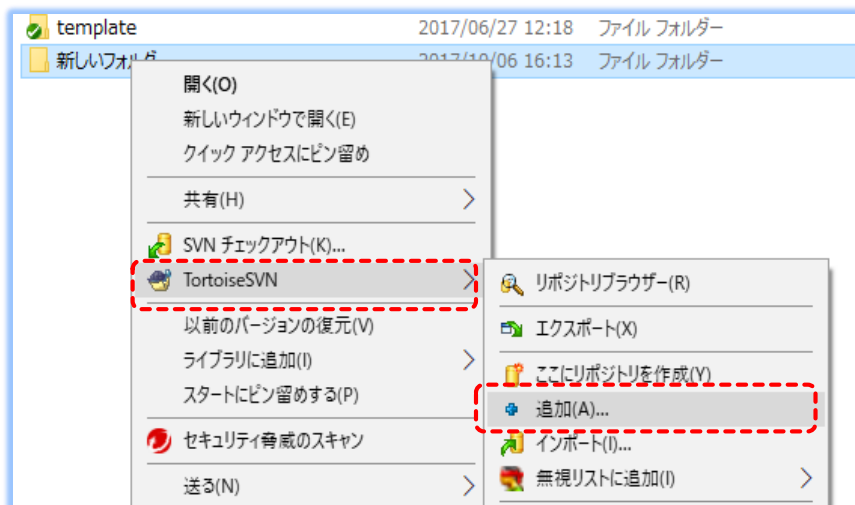 template 2017/06/27 12:18 ファイル フォルダー
新しいフォルダ 2017/10/06 16:13 ファイル フォルダー
開く(O)
新しいウィンドウで開く(E)
クイック アクセスにピン留め
共有(H)
SVN チェックアウト(K)...
TortoiseSVN
以前のバージョンの復元(V)
ライブラリに追加(I)
スタートにピン留めする(P)
セキュリティ脅威のスキャン
送る(N)
リポジトリブラウザー(R)
エクスポート(X)
ここにリポジトリを作成(Y)
追加(A)...
インポート(I)...
無視リストに追加(I)